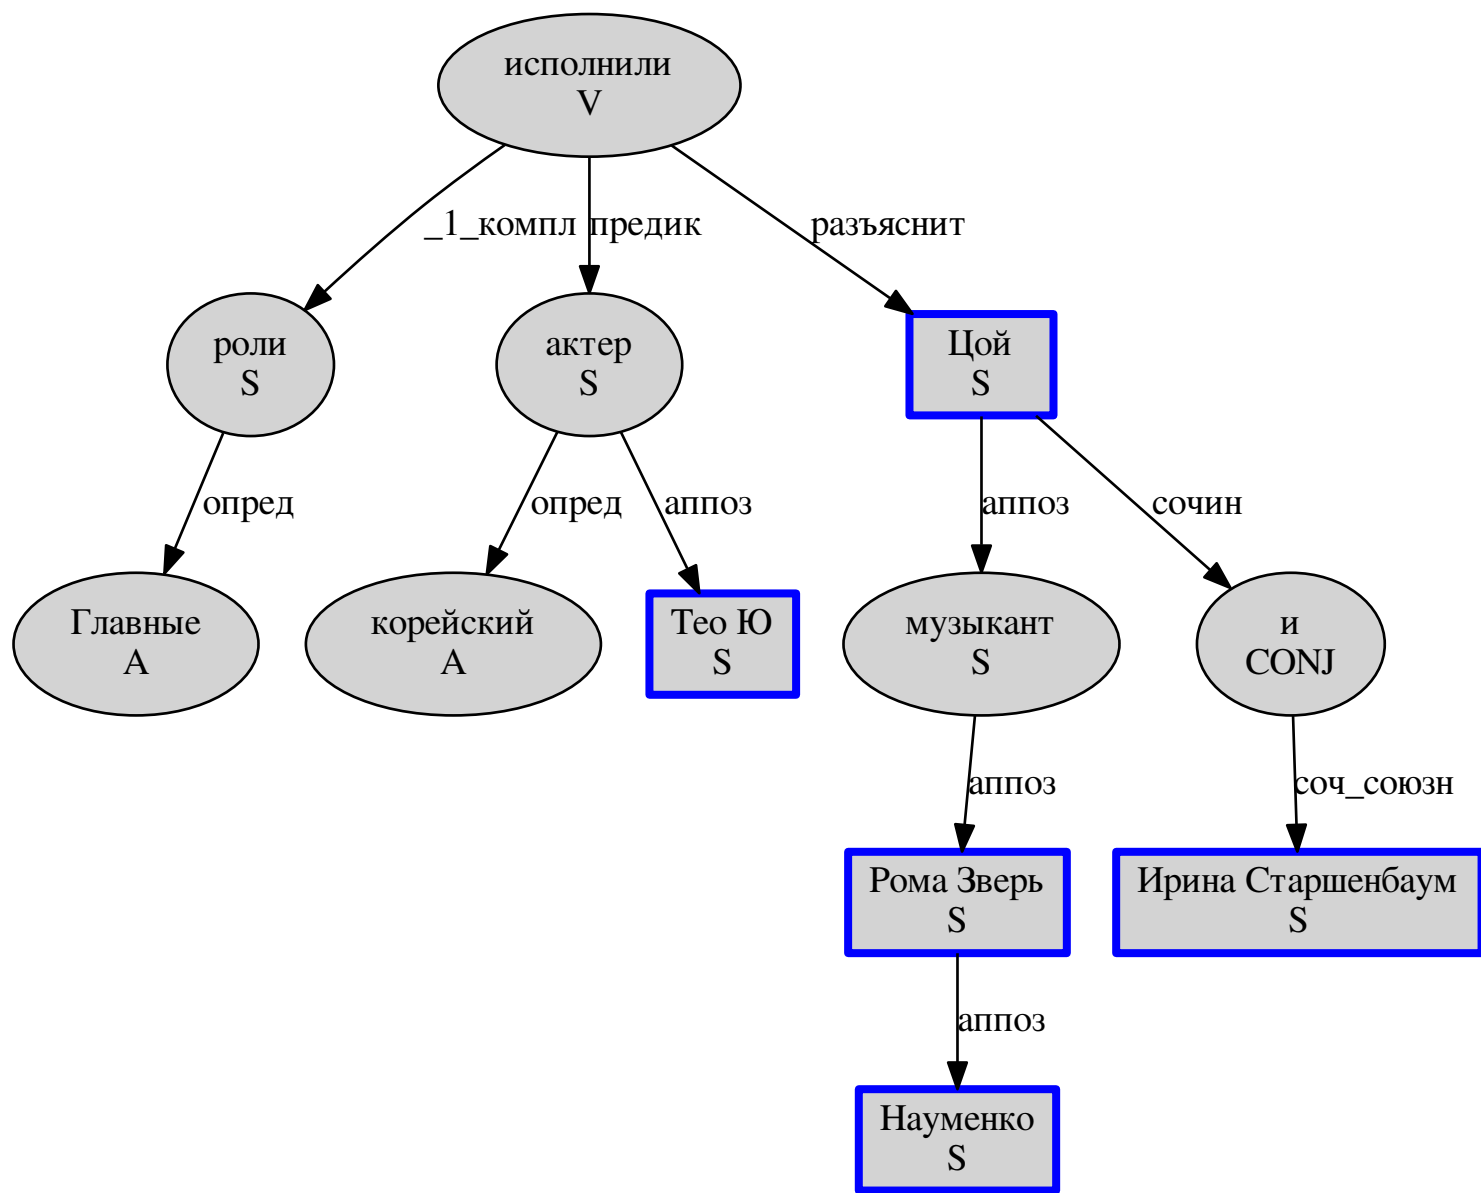 исполнили
V
_1_компл
предик
разъяснит
роли
S
актер
S
Цой
S
опред
опред
аппоз
аппоз
сочин
Главные
A
корейский
A
Тео Ю
S
музыкант
S
и
CONJ
аппоз
соч_союзн
Рома Зверь
S
Ирина Старшенбаум
S
аппоз
Науменко
S